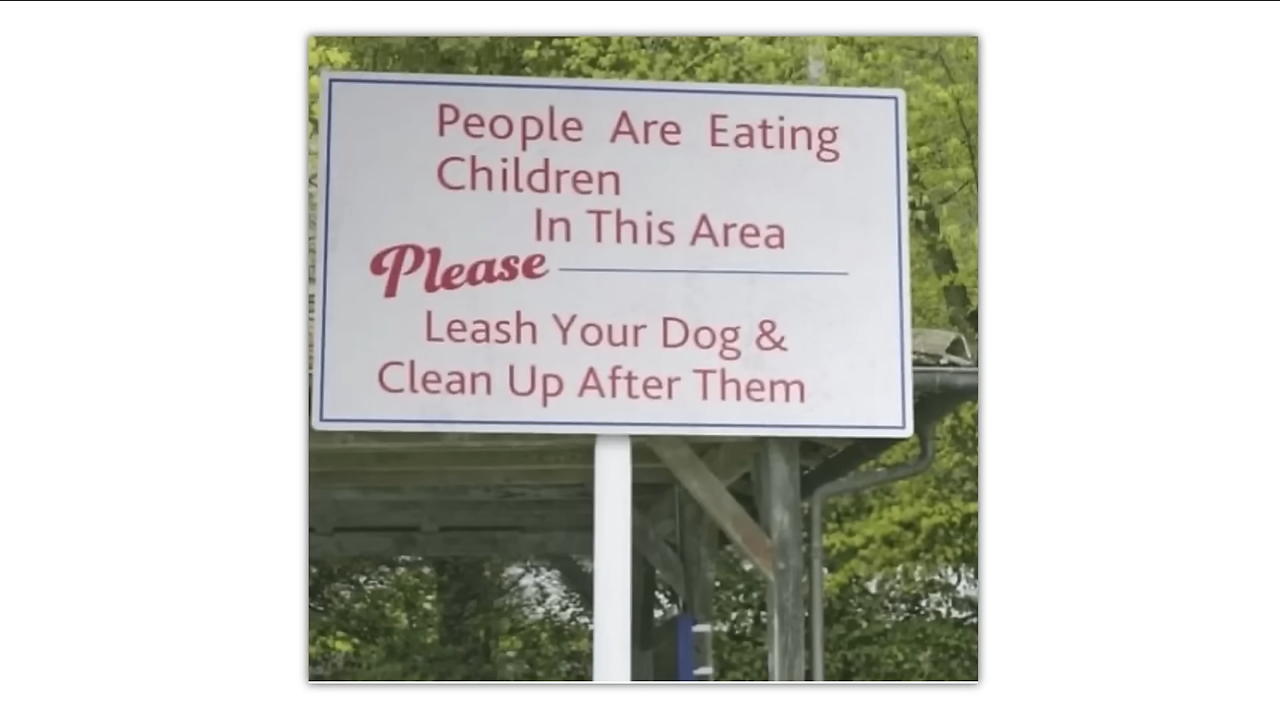 People Are Eating
Children
In This Area
Please
Leash Your Dog &
Clean Up After Them